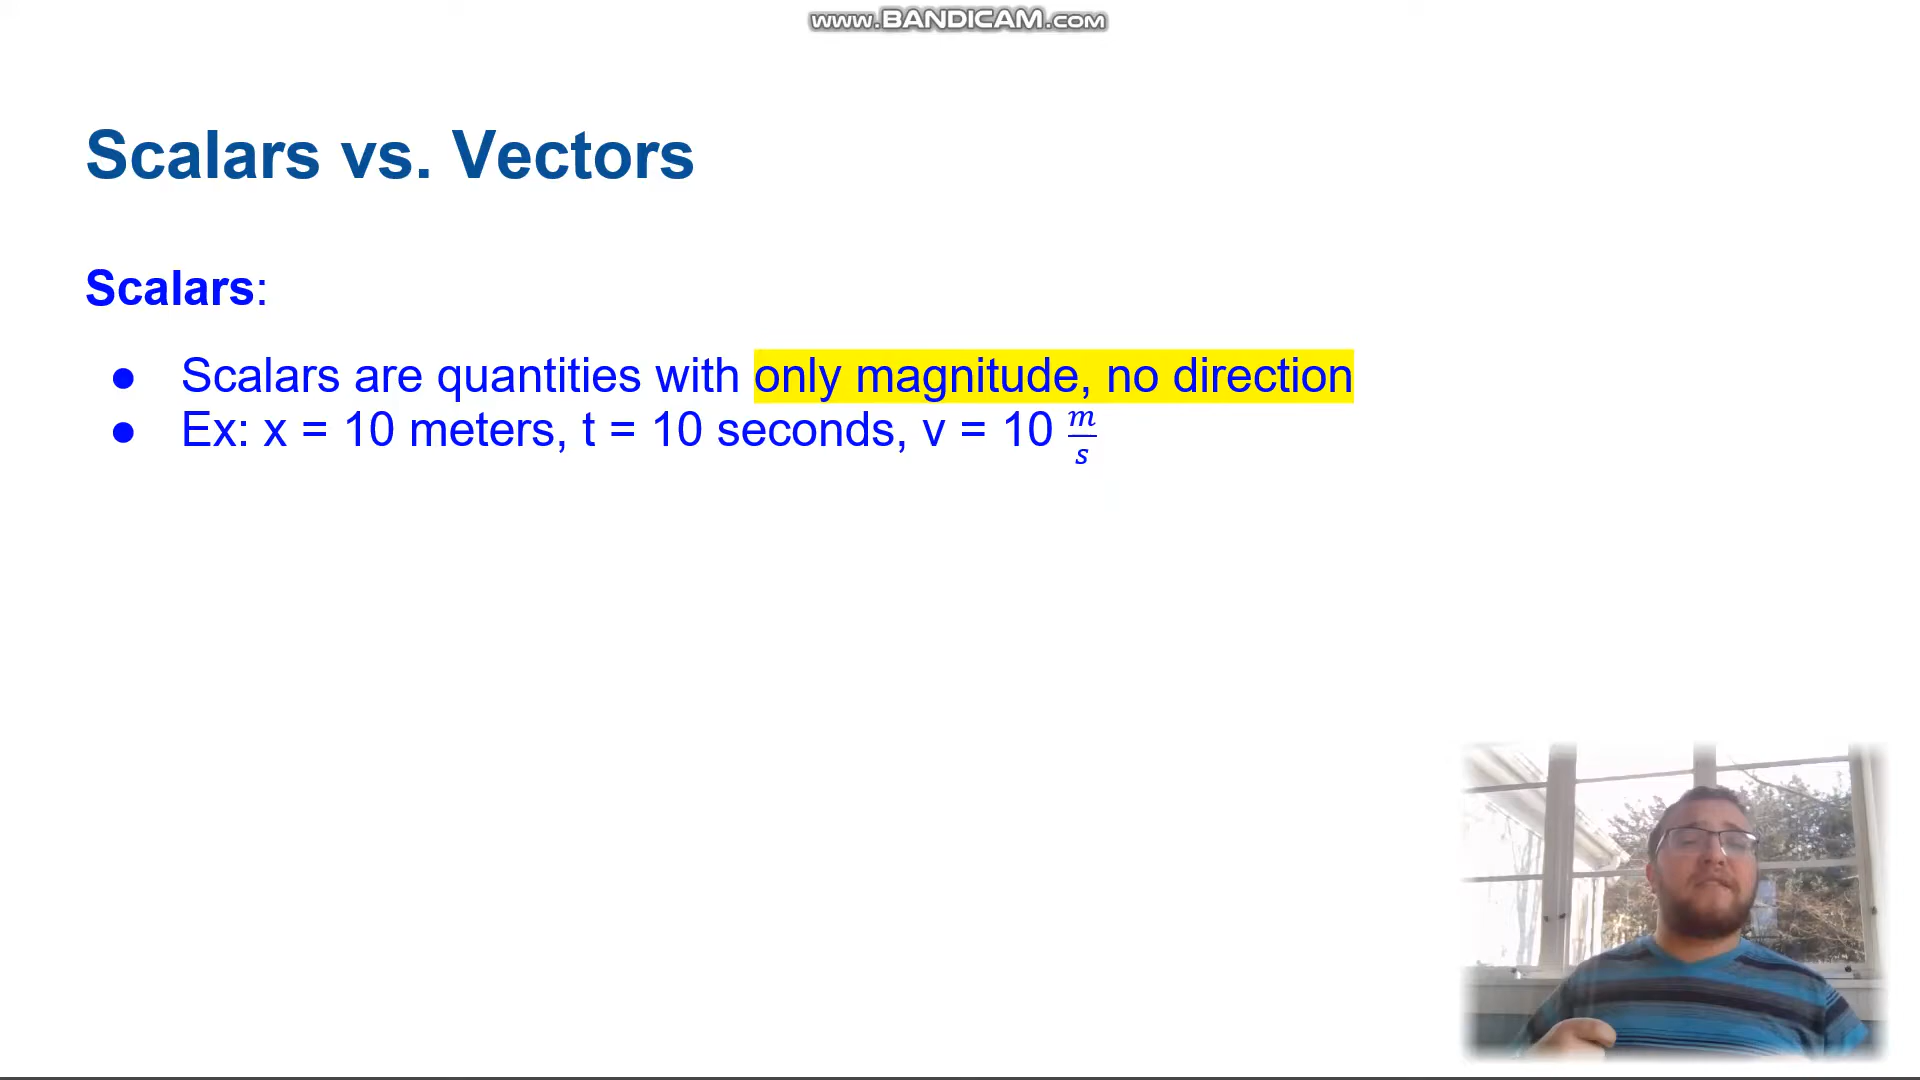 www.BANDICAM.com
Scalars vs. Vectors
Scalars:
● Scalars are quantities with only magnitude, no direction
● Ex: x = 10 meters, t = 10 seconds, v = 10 m/s